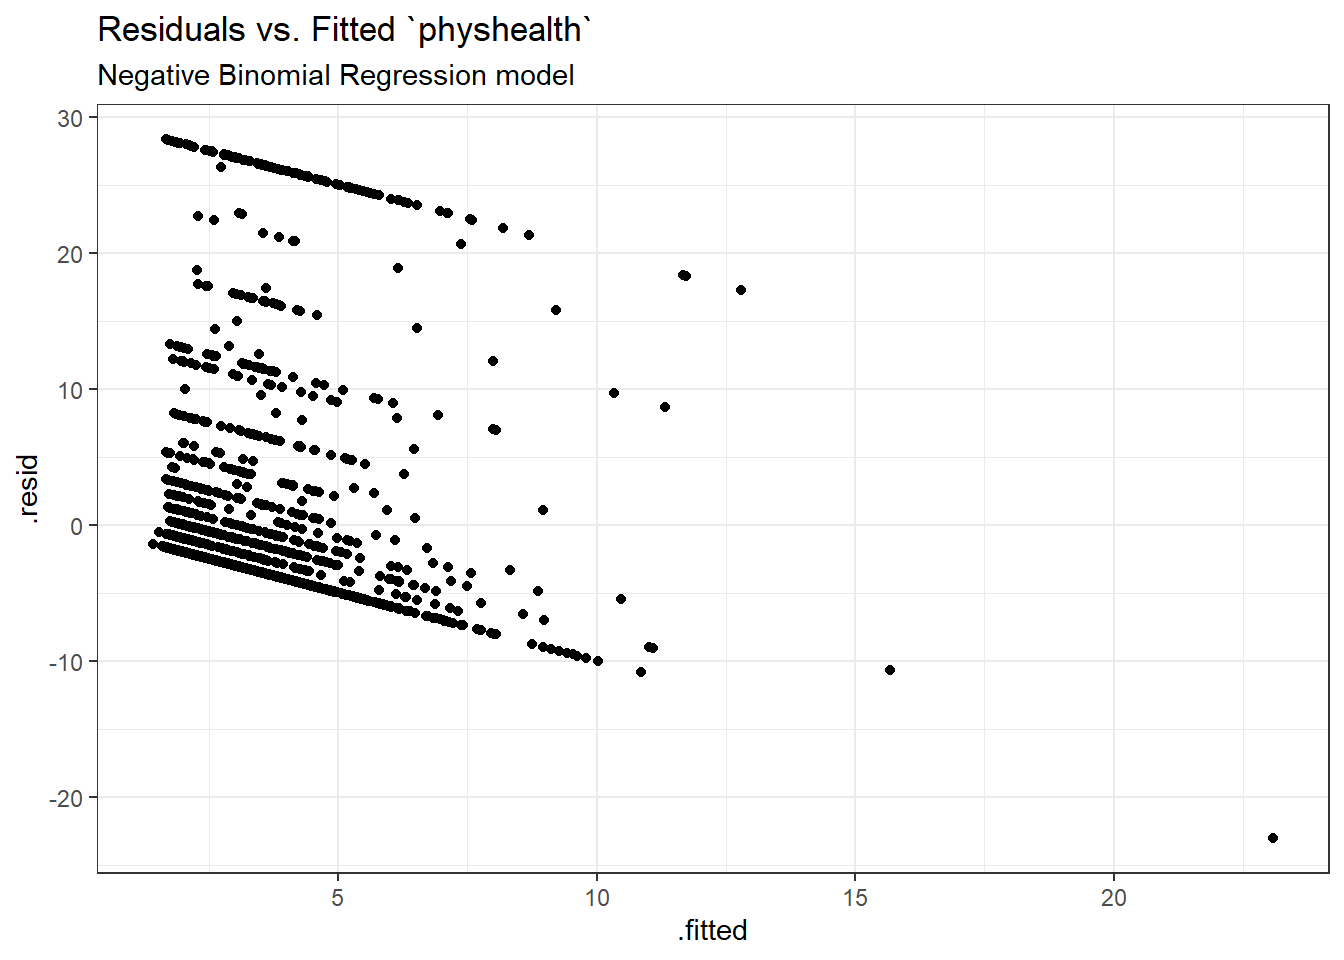 Residuals vs. Fitted `physhealth`
Negative Binomial Regression model
30
20
10
0
-10
-20
.resid
5
10
15
20
.fitted